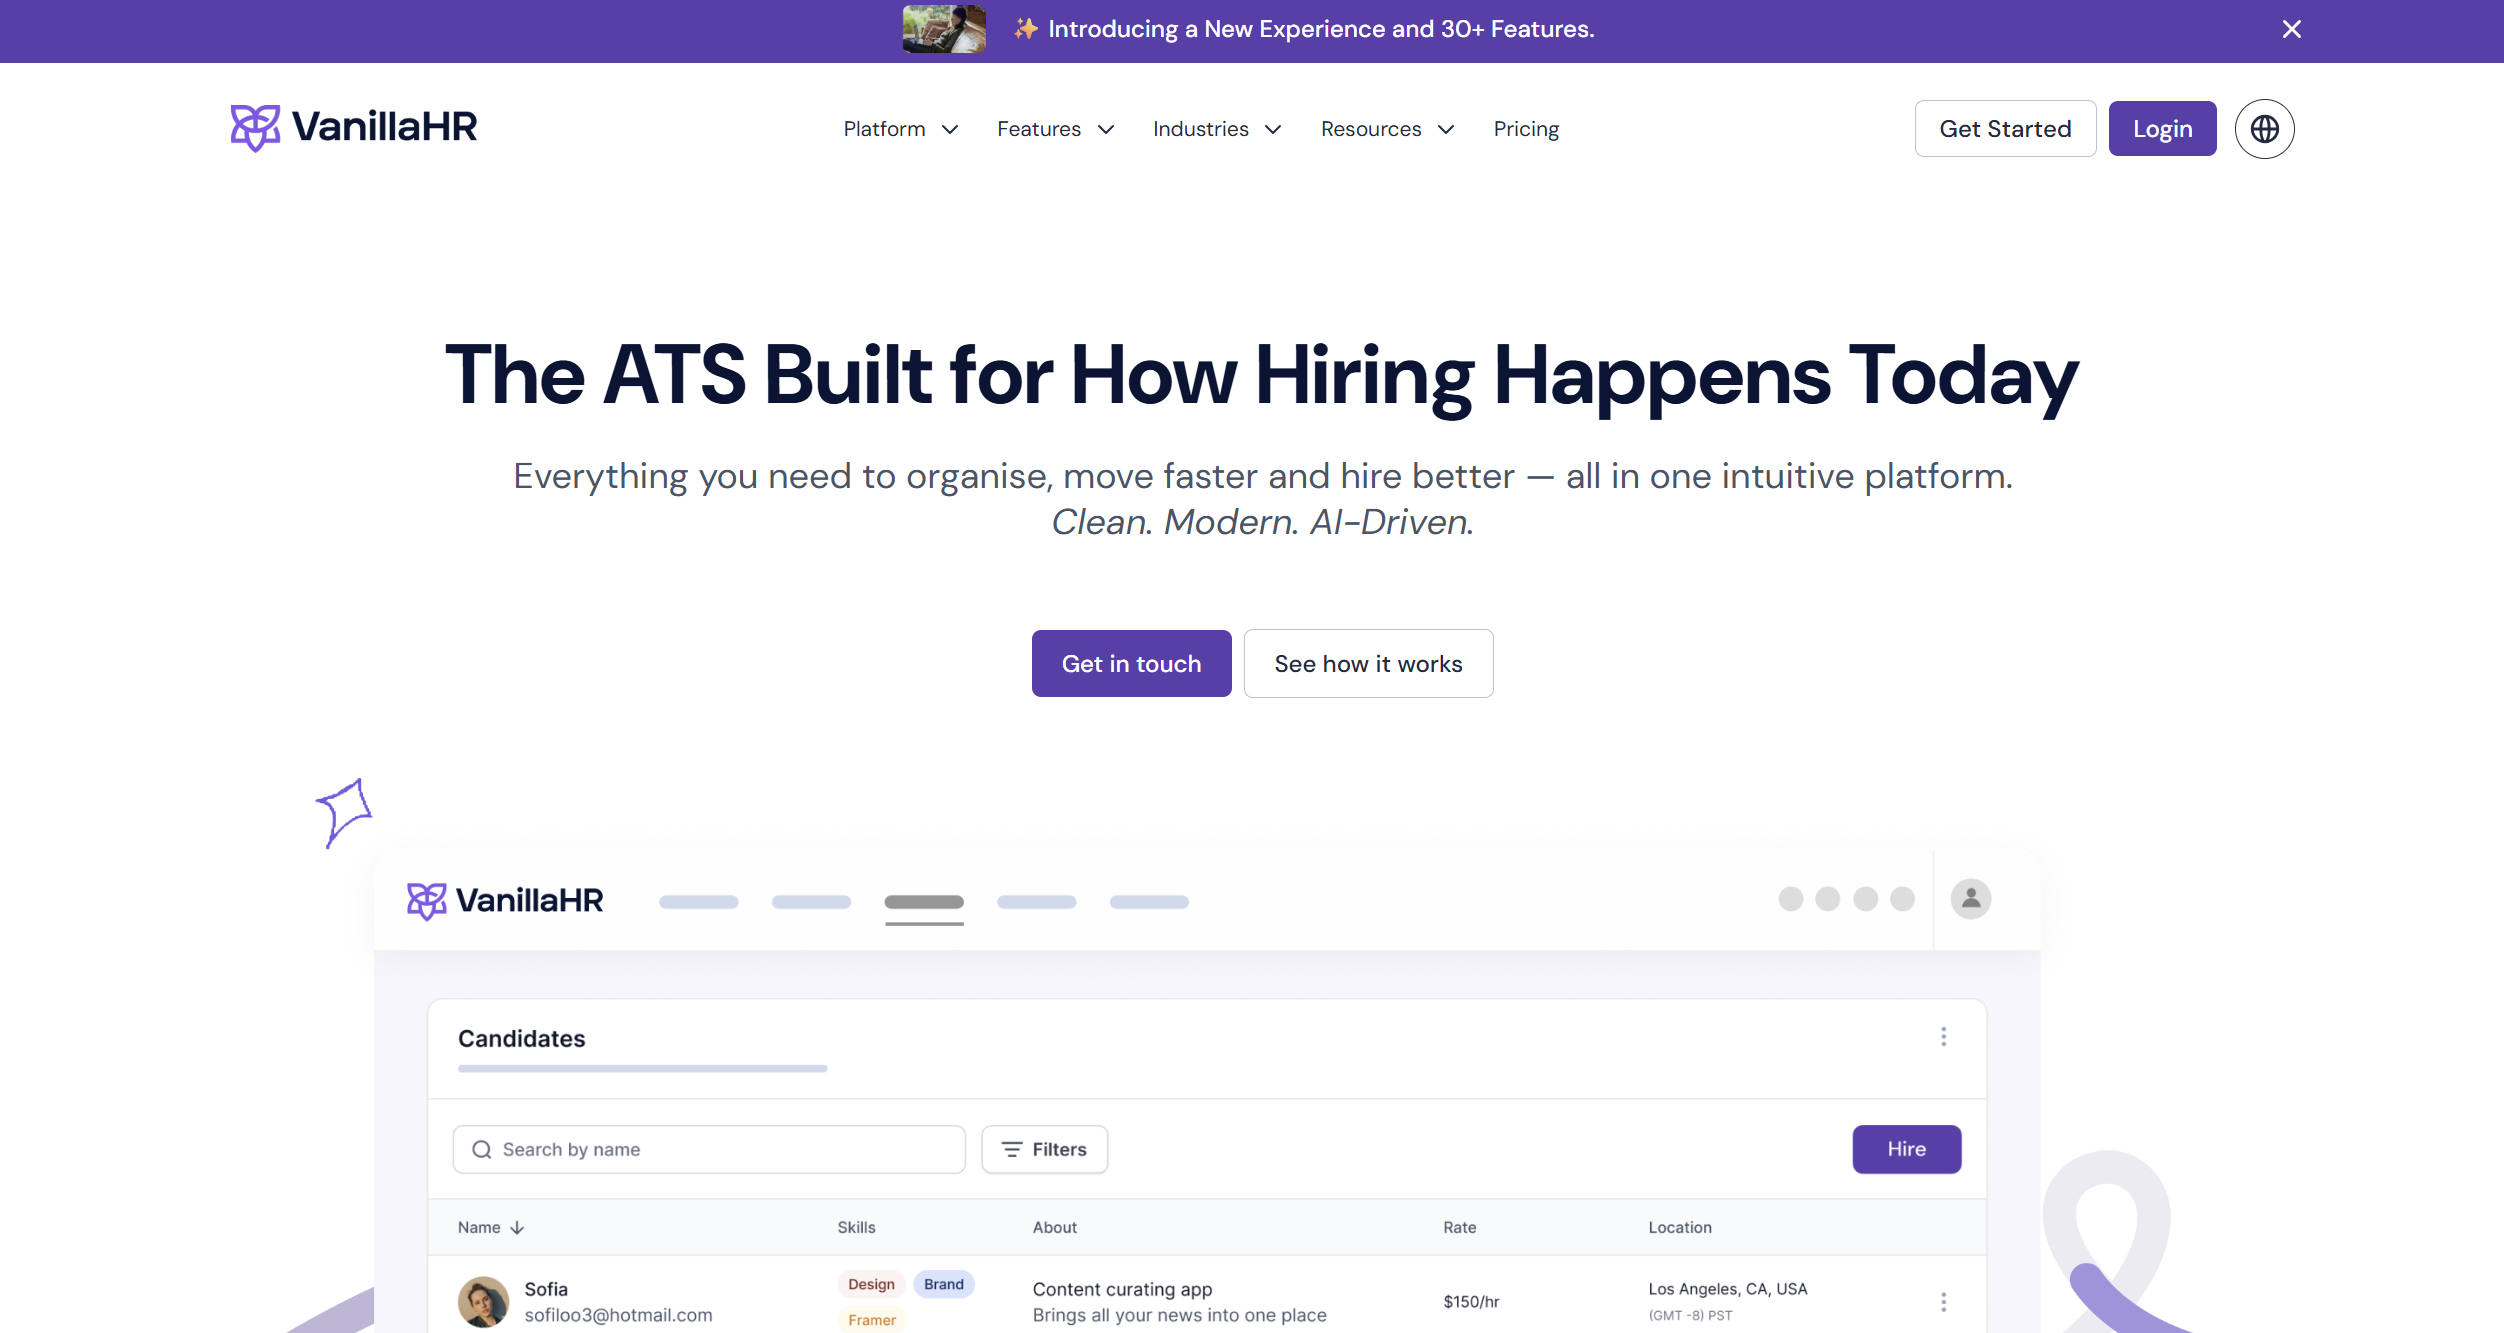 ✨ Introducing a New Experience and 30+ Features.
VanillaHR
Platform
Features
Industries
Resources
Pricing
Get Started
Login
The ATS Built for How Hiring Happens Today
Everything you need to organise, move faster and hire better — all in one intuitive platform.
Clean. Modern. AI-Driven.
Get in touch
See how it works
VanillaHR
Candidates
Search by name
Filters
Hire
Name
Skills
About
Rate
Location
Sofia
sofiloo3@hotmail.com
Design
Brand
Framer
Content curating app
Brings all your news into one place
$150/hr
Los Angeles, CA, USA
(GMT -8) PST